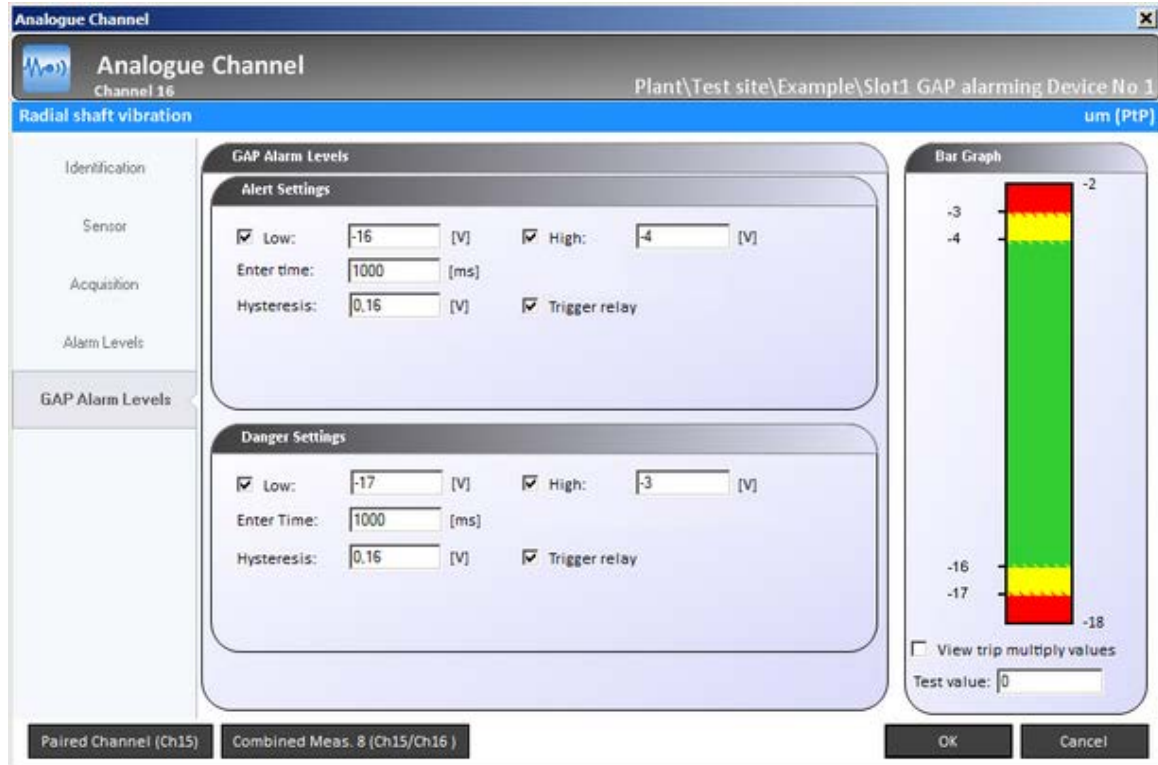 Analogue Channel
Analogue Channel
Channel 16
Plant\Test site\Example\Slot1 GAP alarming Device No 1
Radial shaft vibration
um (PtP)
Identification
Sensor
Acquisition
Alarm Levels
GAP Alarm Levels
GAP Alarm Levels
Alert Settings
Low: -16 [V] High: -4 [V]
Enter time: 1000 [ms]
Hysteresis: 0,16 [V] Trigger relay
Danger Settings
Low: -17 [V] High: -3 [V]
Enter Time: 1000 [ms]
Hysteresis: 0,16 [V] Trigger relay
Bar Graph
-2
-3
-4
-16
-17
-18
View trip multiply values
Test value: 0
Paired Channel (Ch15)
Combined Meas. 8 (Ch15/Ch16 )
OK
Cancel